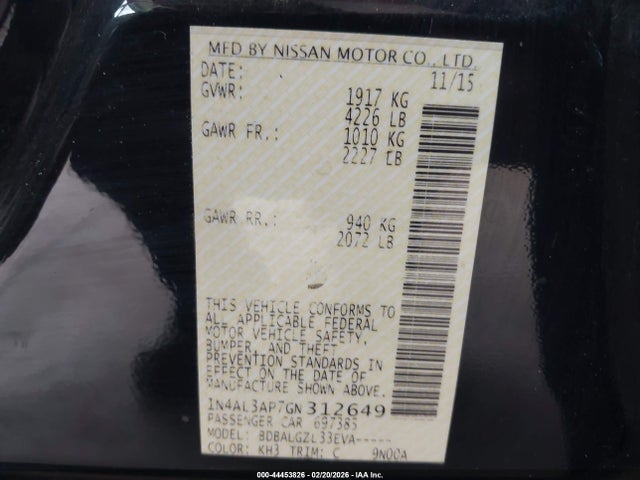 MFD BY NISSAN MOTOR CO., LTD.
DATE: 11/15
GVWR: 1917 KG
4226 LB
GAWR FR.: 1010 KG
2227 LB
GAWR RR.: 940 KG
2072 LB
THIS VEHICLE CONFORMS TO
ALL APPLICABLE FEDERAL
MOTOR VEHICLE SAFETY,
BUMPER, AND THEFT
PREVENTION STANDARDS IN
EFFECT ON THE DATE OF
MANUFACTURE SHOWN ABOVE.
1N4AL3AP7GN312649
PASSENGER CAR 697385
MODEL: BDBALGZL33EVA-----
COLOR: KH3 TRIM: C 9N00A
000-44453826 - 02/20/2026 - IAA Inc.